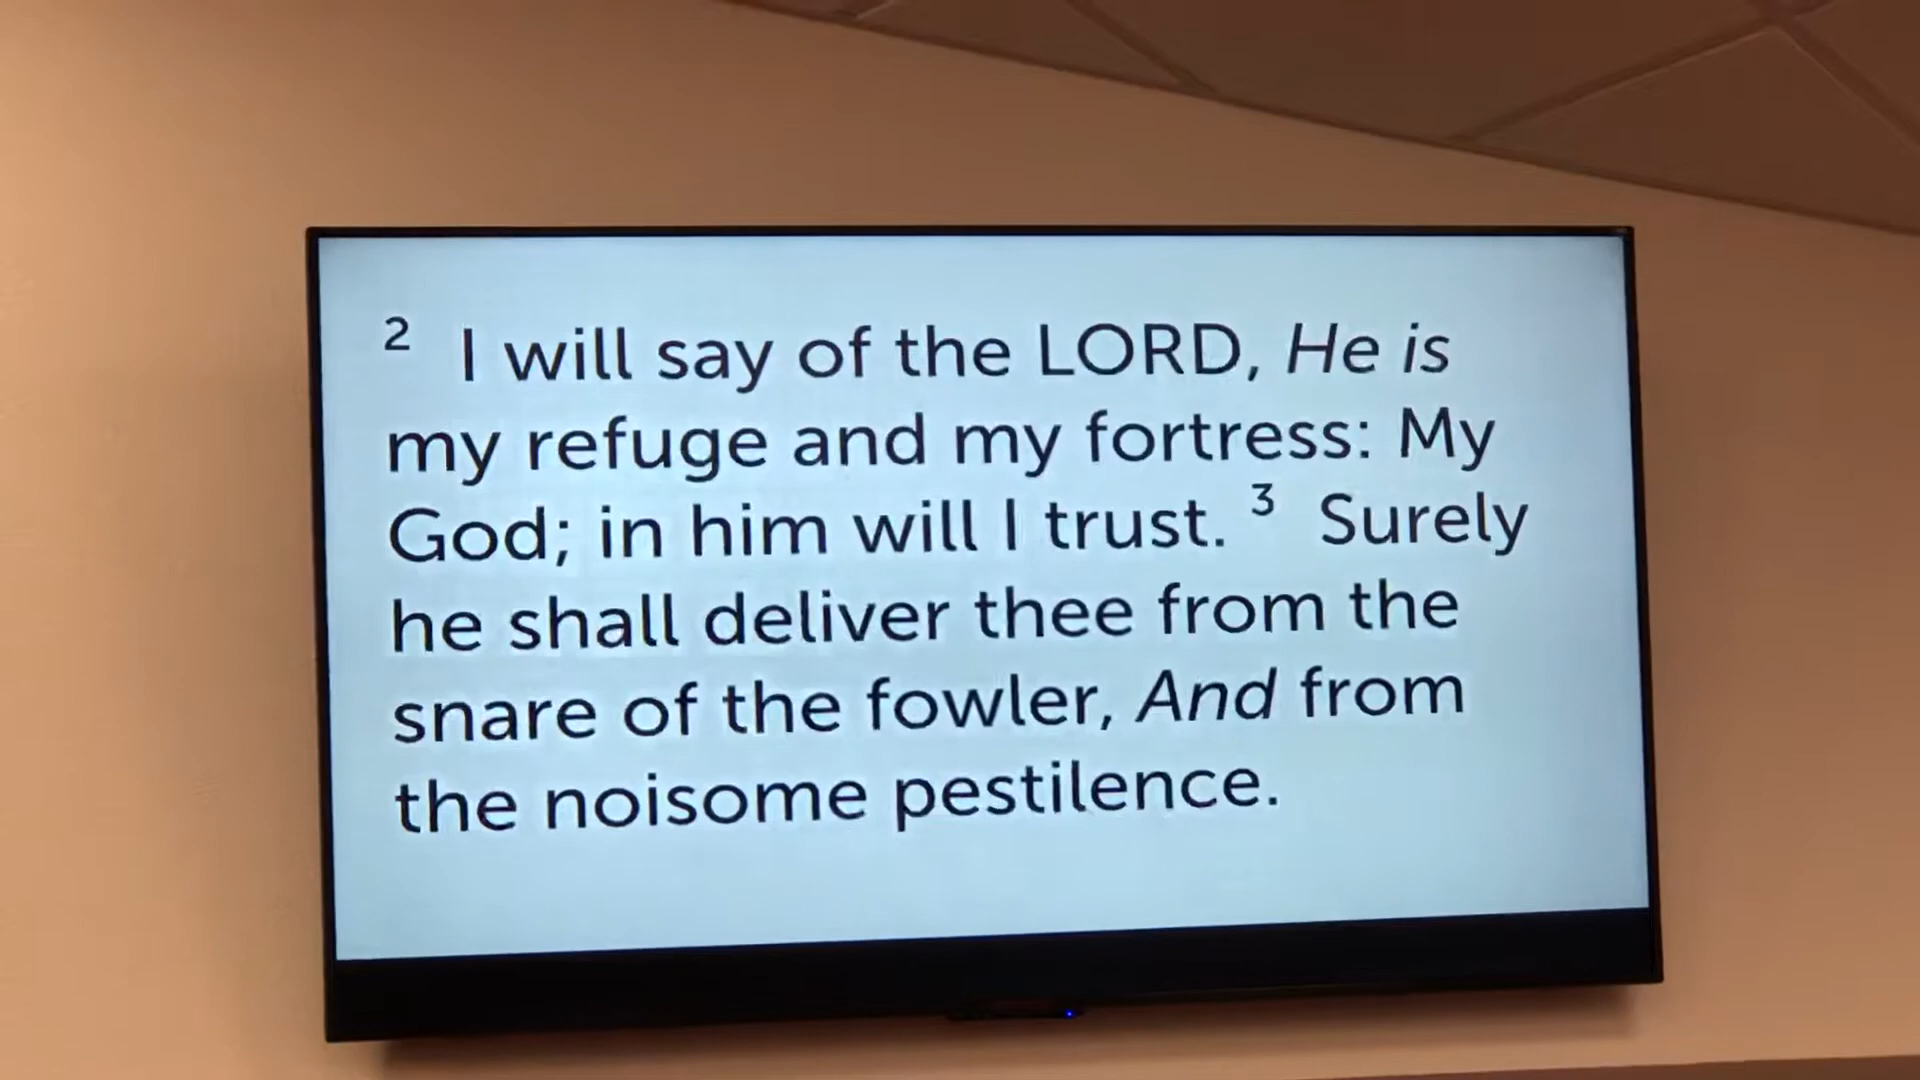 2 I will say of the LORD, He is
my refuge and my fortress: My
God; in him will I trust. 3 Surely
he shall deliver thee from the
snare of the fowler, And from
the noisome pestilence.